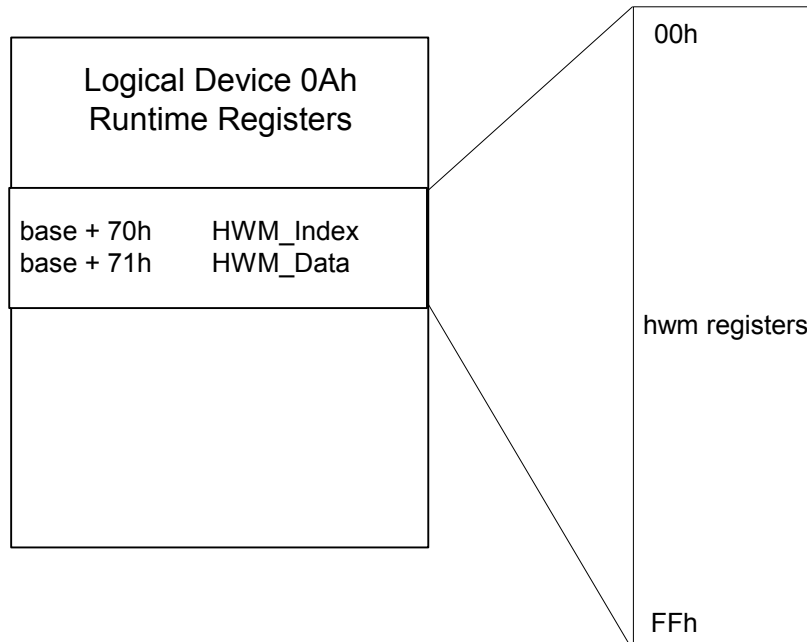 Logical Device 0Ah
Runtime Registers
base + 70h HWM_Index
base + 71h HWM_Data
00h
hwm registers
FFh